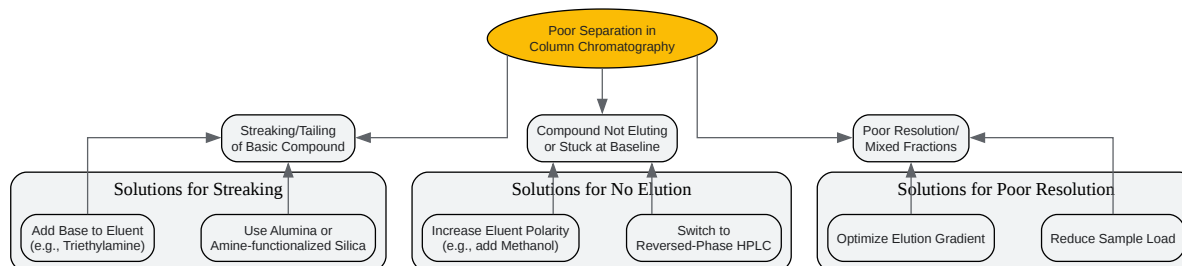 Poor Separation in
Column Chromatography
Streaking/Tailing
of Basic Compound
Compound Not Eluting
or Stuck at Baseline
Poor Resolution/
Mixed Fractions
Solutions for Streaking
Add Base to Eluent
(e.g., Triethylamine)
Use Alumina or
Amine-functionalized Silica
Solutions for No Elution
Increase Eluent Polarity
(e.g., add Methanol)
Switch to
Reversed-Phase HPLC
Solutions for Poor Resolution
Optimize Elution Gradient
Reduce Sample Load